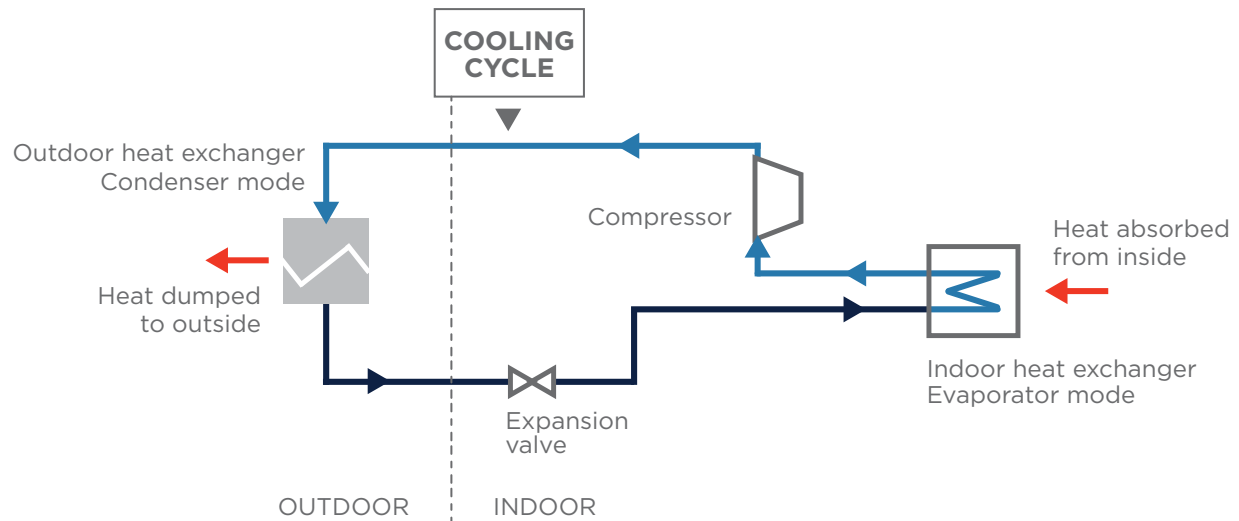 COOLING
CYCLE
Outdoor heat exchanger
Condenser mode
Compressor
Heat absorbed
from inside
Heat dumped
to outside
Indoor heat exchanger
Evaporator mode
Expansion
valve
OUTDOOR
INDOOR